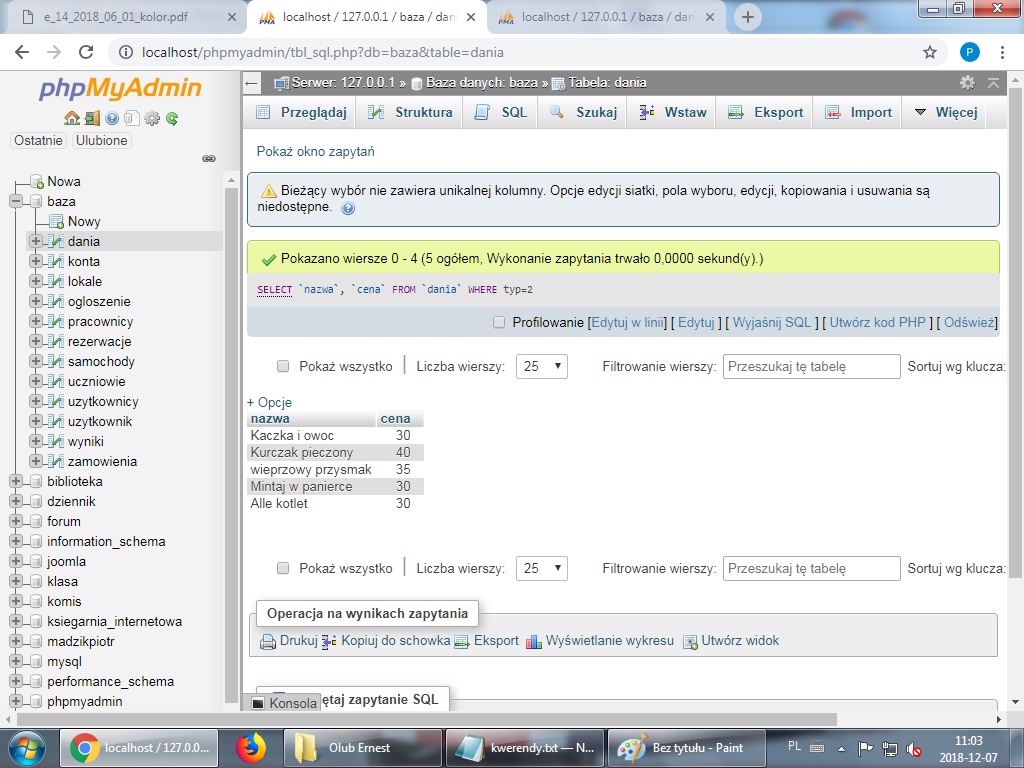 e_14_2018_06_01_kolor.pdf
localhost / 127.0.0.1 / baza / dan
localhost / 127.0.0.1 / baza / dan
localhost/phpmyadmin/tbl_sql.php?db=baza&table=dania
P
phpMyAdmin
Ostatnie Ulubione
Nowa
baza
Nowy
dania
konta
lokale
ogloszenie
pracownicy
rezerwacje
samochody
uczniowie
uzytkownicy
uzytkownik
wyniki
zamowienia
biblioteka
dziennik
forum
information_schema
joomla
klasa
komis
ksiegarnia_internetowa
madzikpiotr
mysql
performance_schema
phpmyadmin
Serwer: 127.0.0.1 » Baza danych: baza » Tabela: dania
Przeglądaj Struktura SQL Szukaj Wstaw Eksport Import Więcej
Pokaż okno zapytań
Bieżący wybór nie zawiera unikalnej kolumny. Opcje edycji siatki, pola wyboru, edycji, kopiowania i usuwania są
niedostępne.
Pokazano wiersze 0 - 4 (5 ogółem, Wykonanie zapytania trwało 0,0000 sekund(y).)
SELECT `nazwa`, `cena` FROM `dania` WHERE typ=2
Profilowanie [Edytuj w linii] [ Edytuj ] [ Wyjaśnij SQL ] [ Utwórz kod PHP ] [ Odśwież]
Pokaż wszystko | Liczba wierszy: 25 Filtrowanie wierszy: Przeszukaj tę tabelę Sortuj wg klucza:
+ Opcje
nazwa cena
Kaczka i owoc 30
Kurczak pieczony 40
wieprzowy przysmak 35
Mintaj w panierce 30
Alle kotlet 30
Pokaż wszystko | Liczba wierszy: 25 Filtrowanie wierszy: Przeszukaj tę tabelę Sortuj wg klucza:
Operacja na wynikach zapytania
Drukuj Kopiuj do schowka Eksport Wyświetlanie wykresu Utwórz widok
Konsola ętaj zapytanie SQL
localhost / 127.0.0... Olub Ernest kwerendy.txt — N... Bez tytułu - Paint PL 11:03
2018-12-07